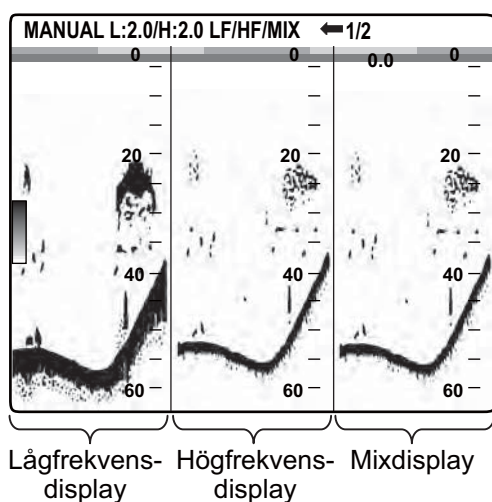 MANUAL L:2.0/H:2.0 LF/HF/MIX ⬅1/2
0 0 0.0 0
20 20 20
40 40 40
60 60 60
Lågfrekvens- Högfrekvens- Mixdisplay
display display